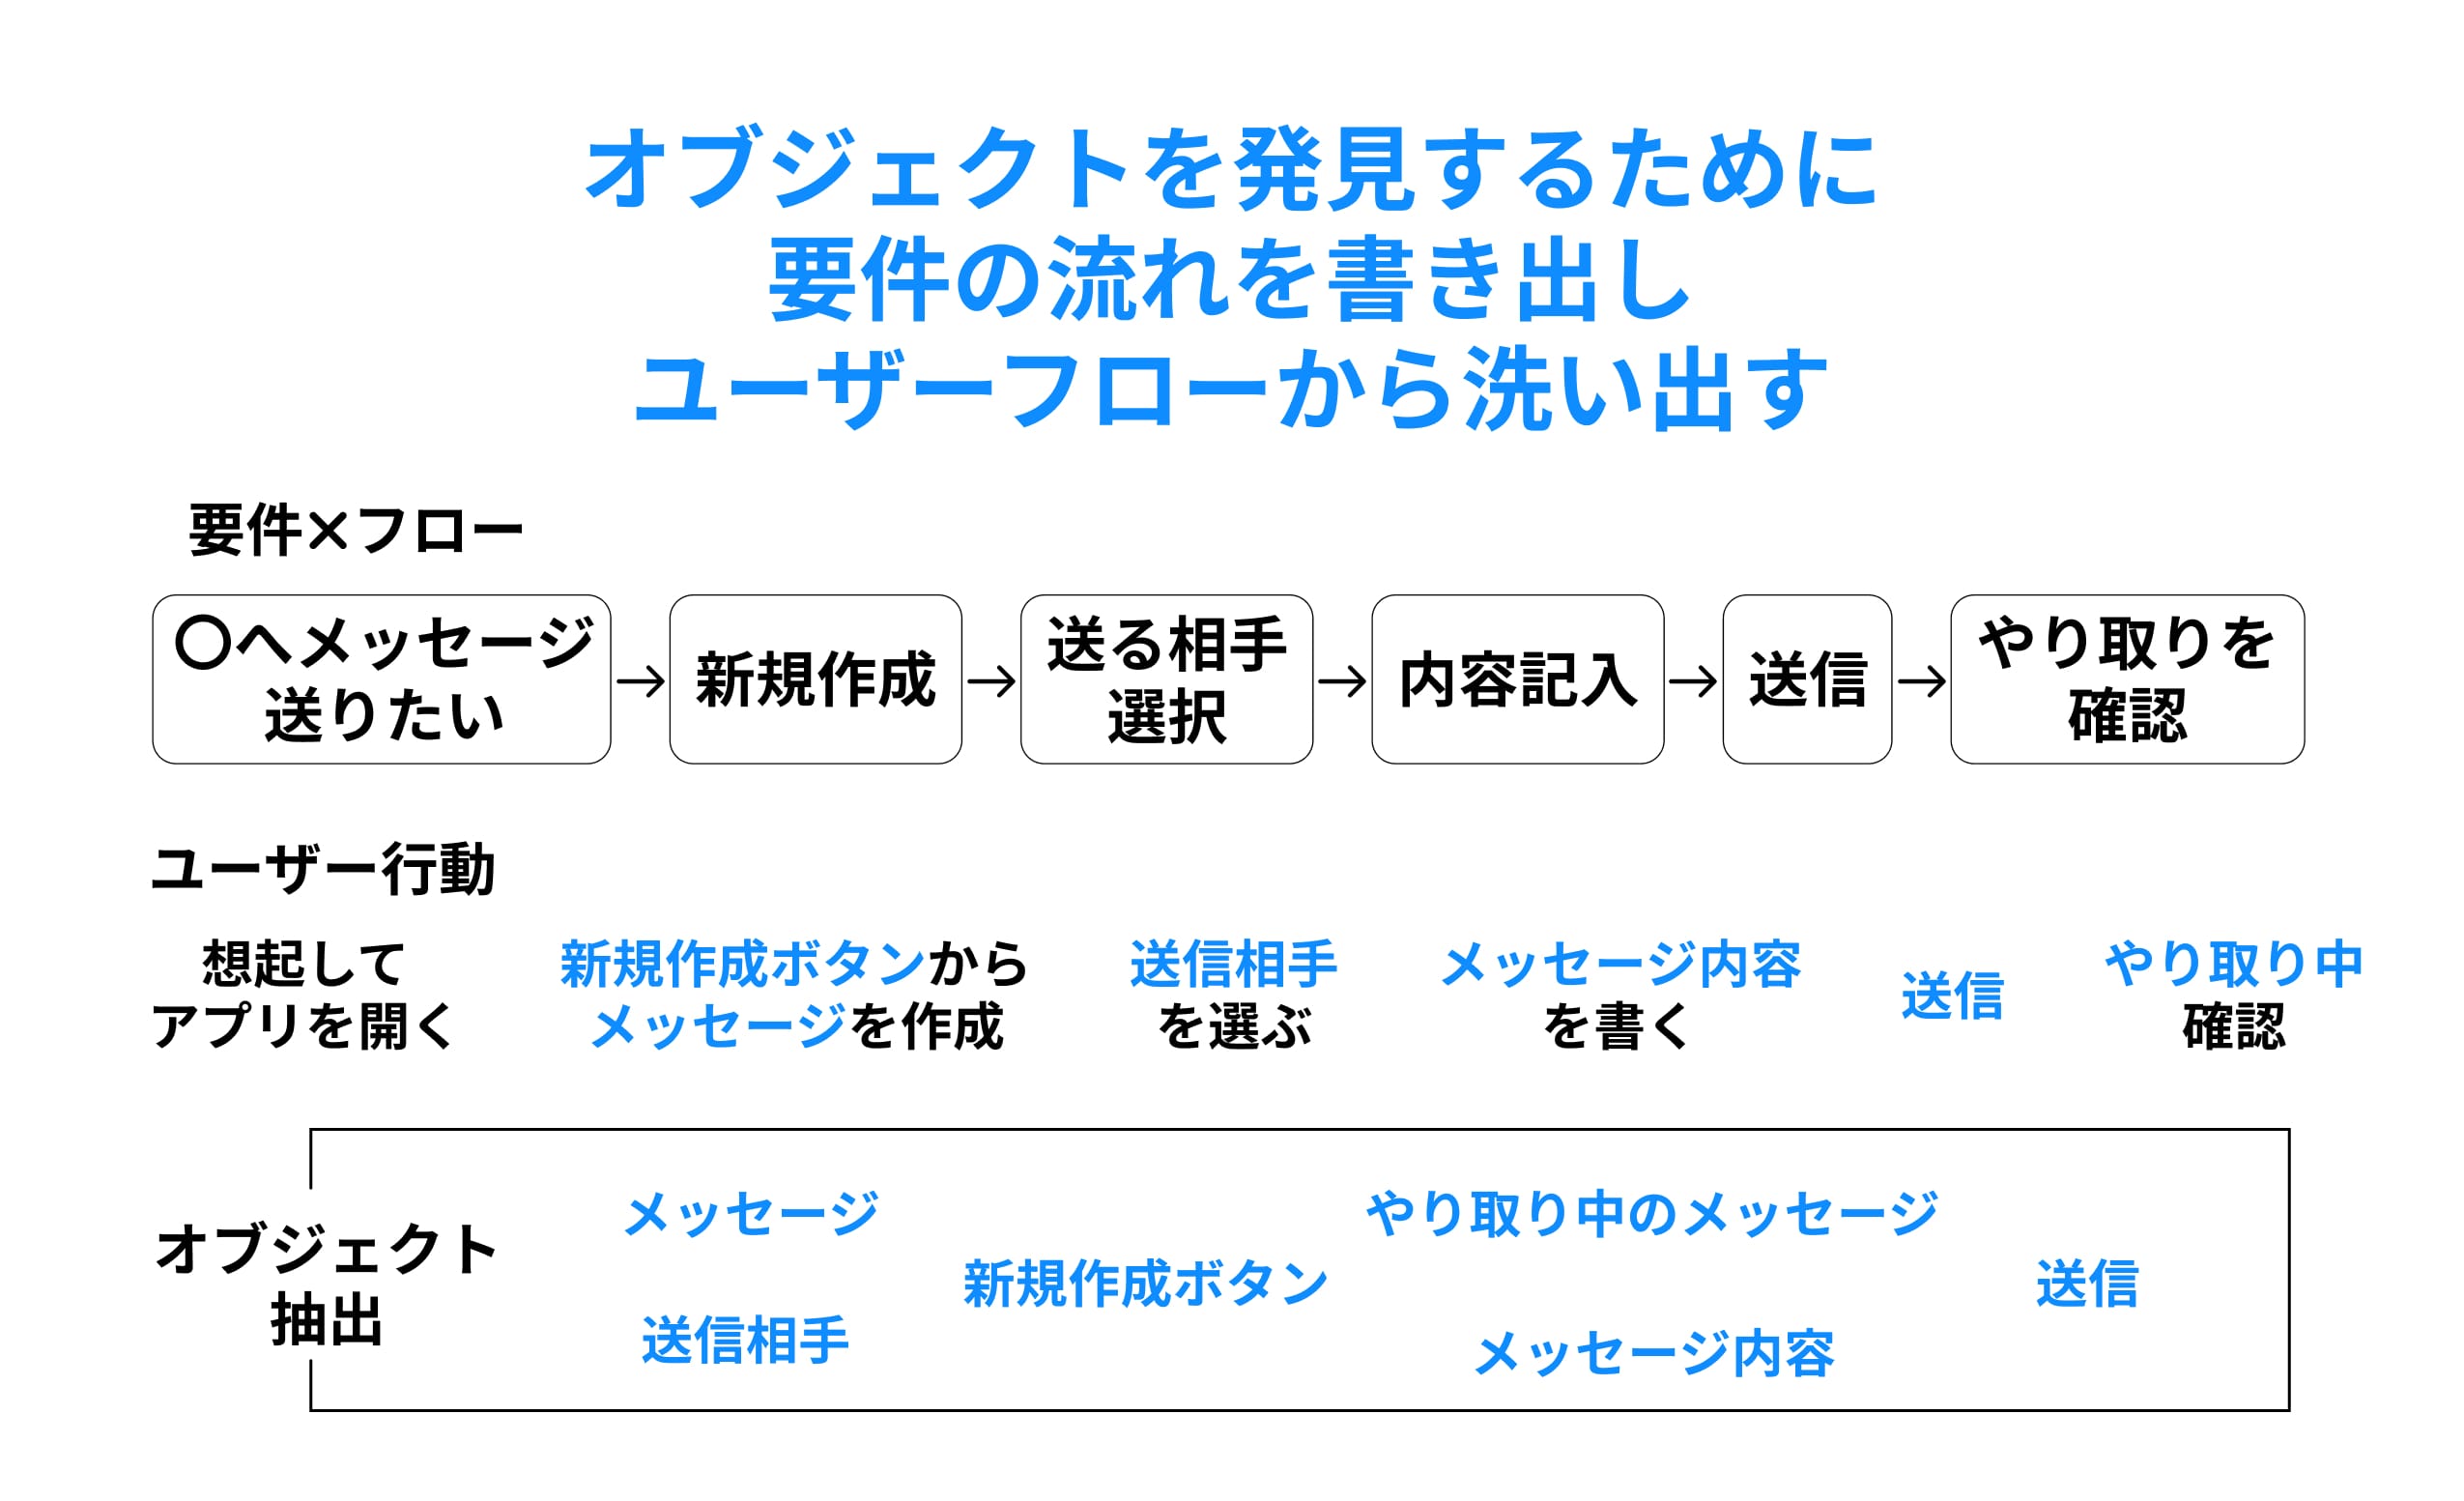 オブジェクトを発見するために
要件の流れを書き出し
ユーザーフローから洗い出す
要件×フロー
〇へメッセージ
送りたい
新規作成
送る相手
選択
内容記入
送信
やり取りを
確認
ユーザー行動
想起して
アプリを開く
新規作成ボタンから
メッセージを作成
送信相手
を選ぶ
メッセージ内容
を書く
送信
やり取り中
確認
オブジェクト
抽出
メッセージ
送信相手
新規作成ボタン
やり取り中のメッセージ
メッセージ内容
送信